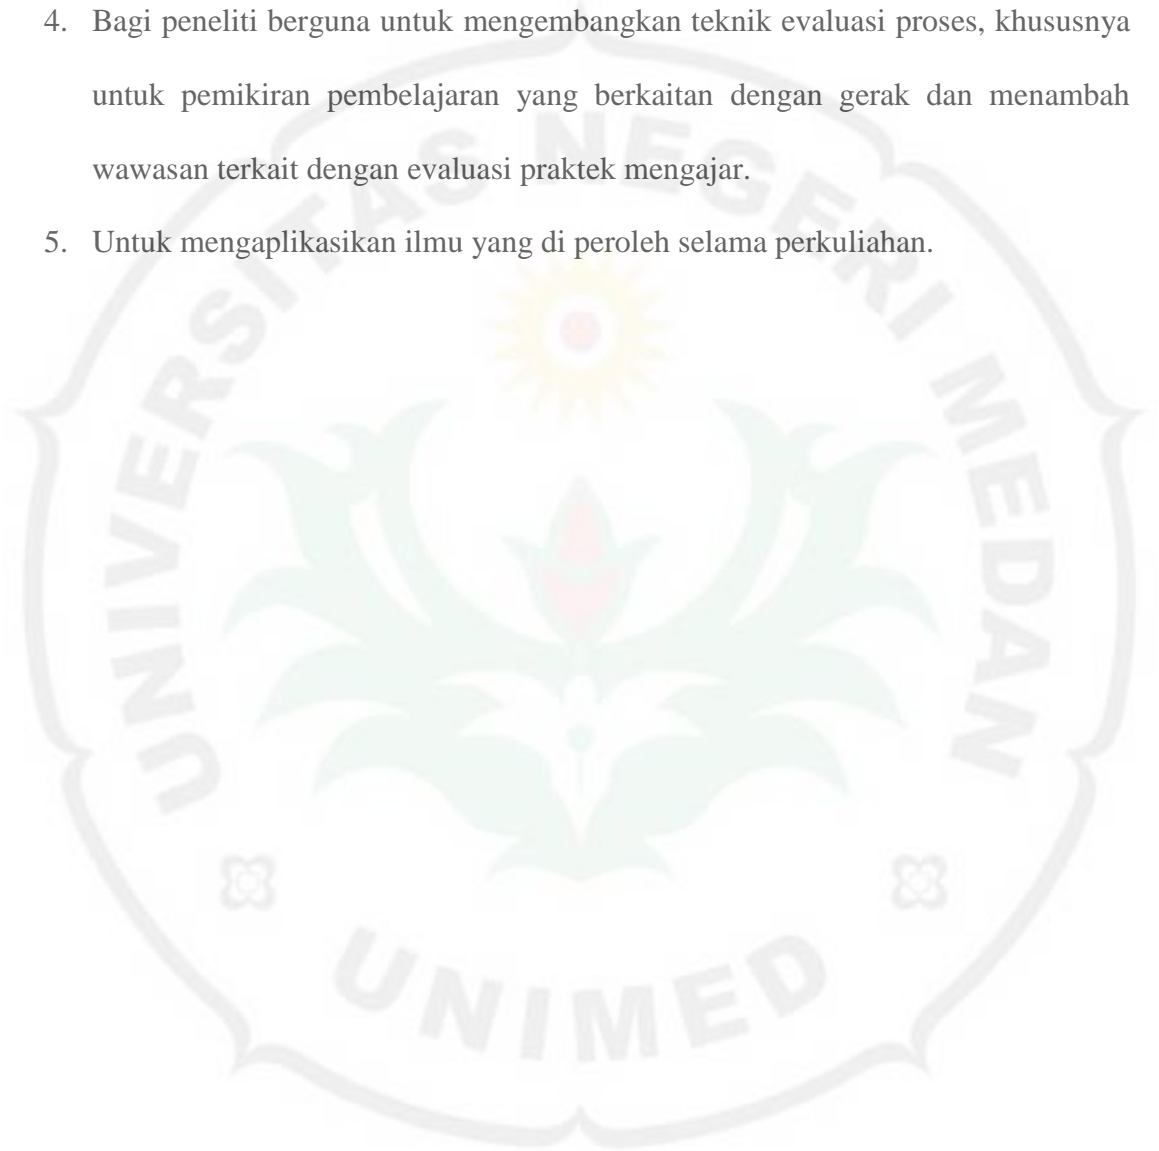 4. Bagi peneliti berguna untuk mengembangkan teknik evaluasi proses, khususnya
untuk pemikiran pembelajaran yang berkaitan dengan gerak dan menambah
wawasan terkait dengan evaluasi praktek mengajar.
5. Untuk mengaplikasikan ilmu yang di peroleh selama perkuliahan.
UNIVERSITAS NEGERI MEDAN
UNIMED